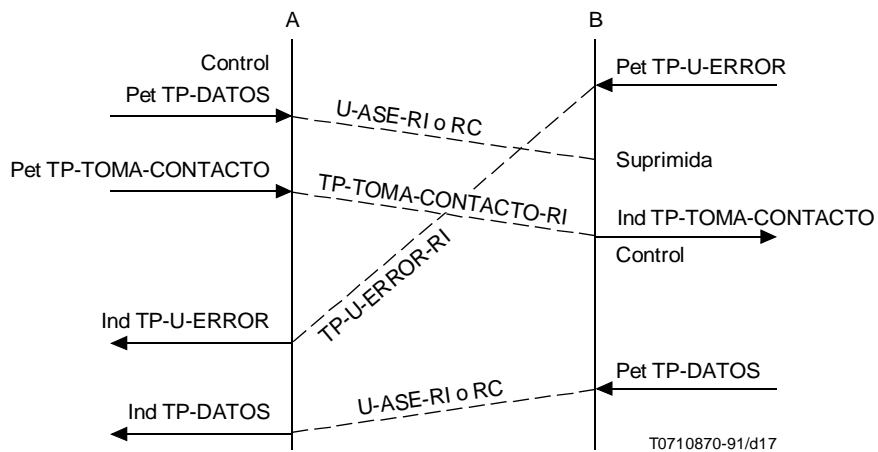 A
B
Control
Pet TP-U-ERROR
Pet TP-DATOS
U-ASE-RI o RC
Suprimida
Pet TP-TOMA-CONTACTO
TP-TOMA-CONTACTO-RI
Ind TP-TOMA-CONTACTO
Control
TP-U-ERROR-RI
Ind TP-U-ERROR
Pet TP-DATOS
U-ASE-RI o RC
Ind TP-DATOS
T0710870-91/d17